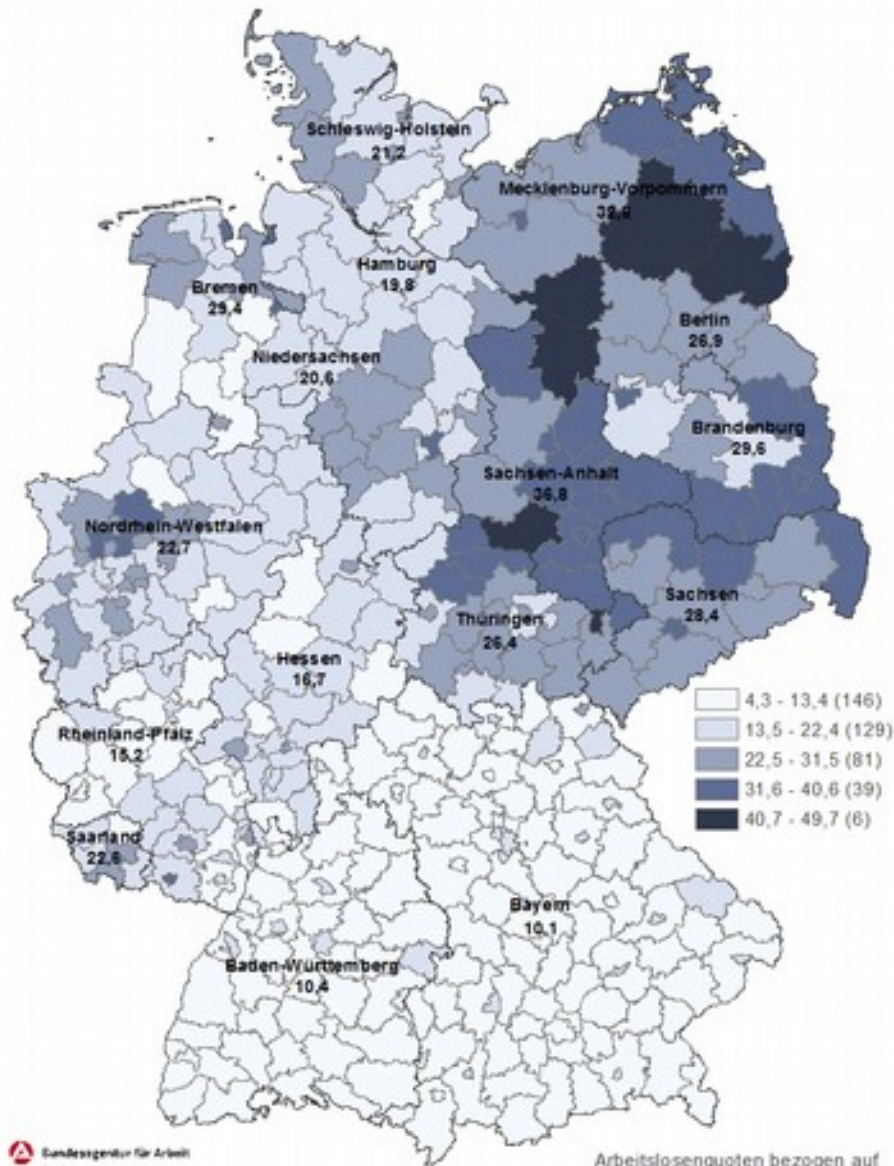 Schleswig-Holstein
21,2
Mecklenburg-Vorpommern
Hamburg
19,8
Bremen
29,4
Berlin
26,9
Niedersachsen
20,6
Brandenburg
29,6
Sachsen-Anhalt
36,8
Nordrhein-Westfalen
22,7
Sachsen
28,4
Thüringen
26,4
Hessen
16,7
Rheinland-Pfalz
15,2
Saarland
22,6
Bayern
10,1
Baden-Württemberg
10,4
4,3 - 13,4 (146)
13,5 - 22,4 (129)
22,5 - 31,5 (81)
31,6 - 40,6 (39)
40,7 - 49,7 (6)
Bundesagentur für Arbeit
Arbeitslosenquoten bezogen auf